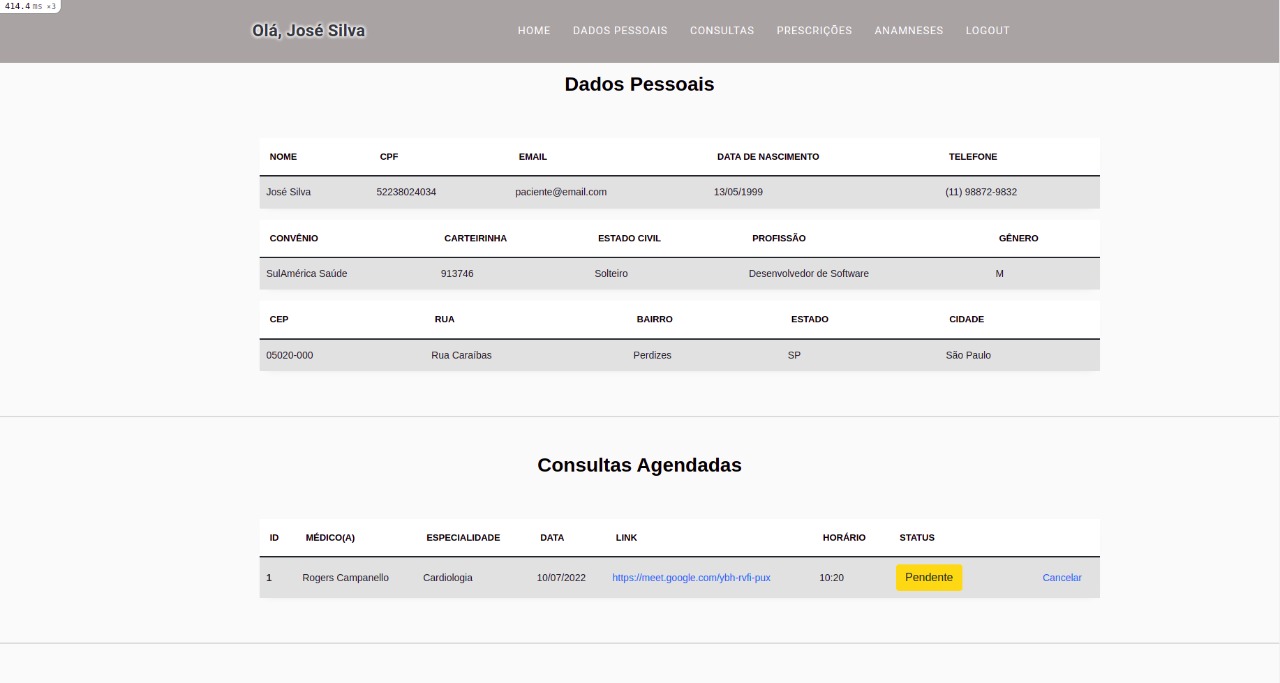 414.4 ms ×3
Olá, José Silva HOME DADOS PESSOAIS CONSULTAS PRESCRIÇÕES ANAMNESES LOGOUT
Dados Pessoais
NOME CPF EMAIL DATA DE NASCIMENTO TELEFONE
José Silva 52238024034 paciente@email.com 13/05/1999 (11) 98872-9832
CONVÊNIO CARTEIRINHA ESTADO CIVIL PROFISSÃO GÊNERO
SulAmérica Saúde 913746 Solteiro Desenvolvedor de Software M
CEP RUA BAIRRO ESTADO CIDADE
05020-000 Rua Caraíbas Perdizes SP São Paulo
Consultas Agendadas
ID MÉDICO(A) ESPECIALIDADE DATA LINK HORÁRIO STATUS
1 Rogers Campanello Cardiologia 10/07/2022 https://meet.google.com/ybh-rvfi-pux 10:20 Pendente Cancelar